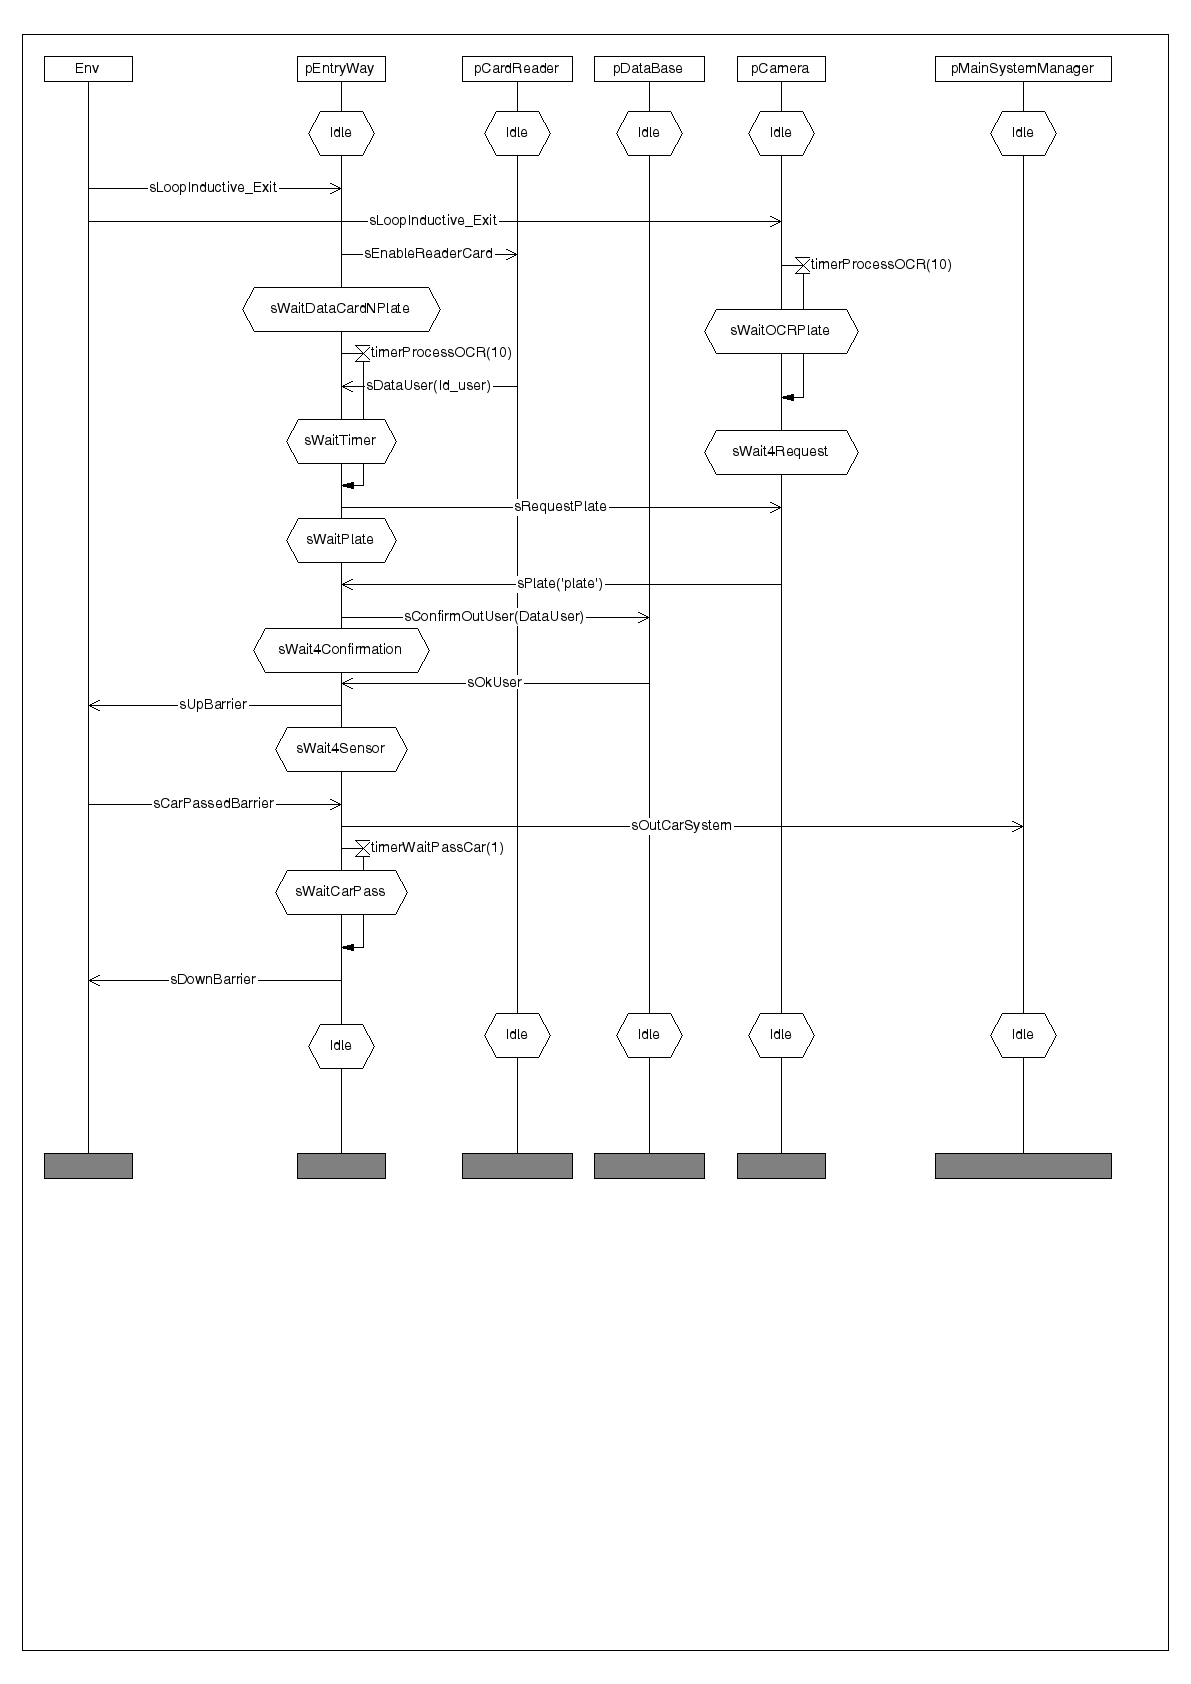 Env
pEntryWay
pCardReader
pDataBase
pCamera
pMainSystemManager
Idle
Idle
Idle
Idle
Idle
sLoopInductive_Exit
sLoopInductive_Exit
sEnableReaderCard
timerProcessOCR(10)
sWaitDataCardNPlate
sWaitOCRPlate
timerProcessOCR(10)
sDataUser(Id_user)
sWaitTimer
sWait4Request
sRequestPlate
sWaitPlate
sPlate('plate')
sConfirmOutUser(DataUser)
sWait4Confirmation
sOkUser
sUpBarrier
sWait4Sensor
sCarPassedBarrier
sOutCarSystem
timerWaitPassCar(1)
sWaitCarPass
sDownBarrier
Idle
Idle
Idle
Idle
Idle